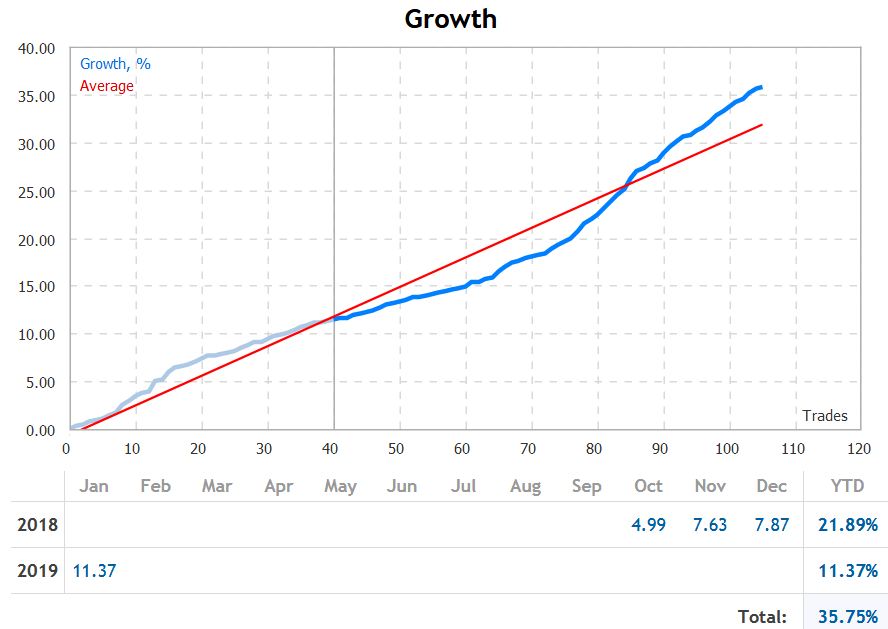 Growth
40.00
Growth, %
Average
35.00
30.00
25.00
20.00
15.00
10.00
5.00
Trades
0.00
0 10 20 30 40 50 60 70 80 90 100 110 120
Jan Feb Mar Apr May Jun Jul Aug Sep Oct Nov Dec YTD
2018 4.99 7.63 7.87 21.89%
2019 11.37 11.37%
Total: 35.75%